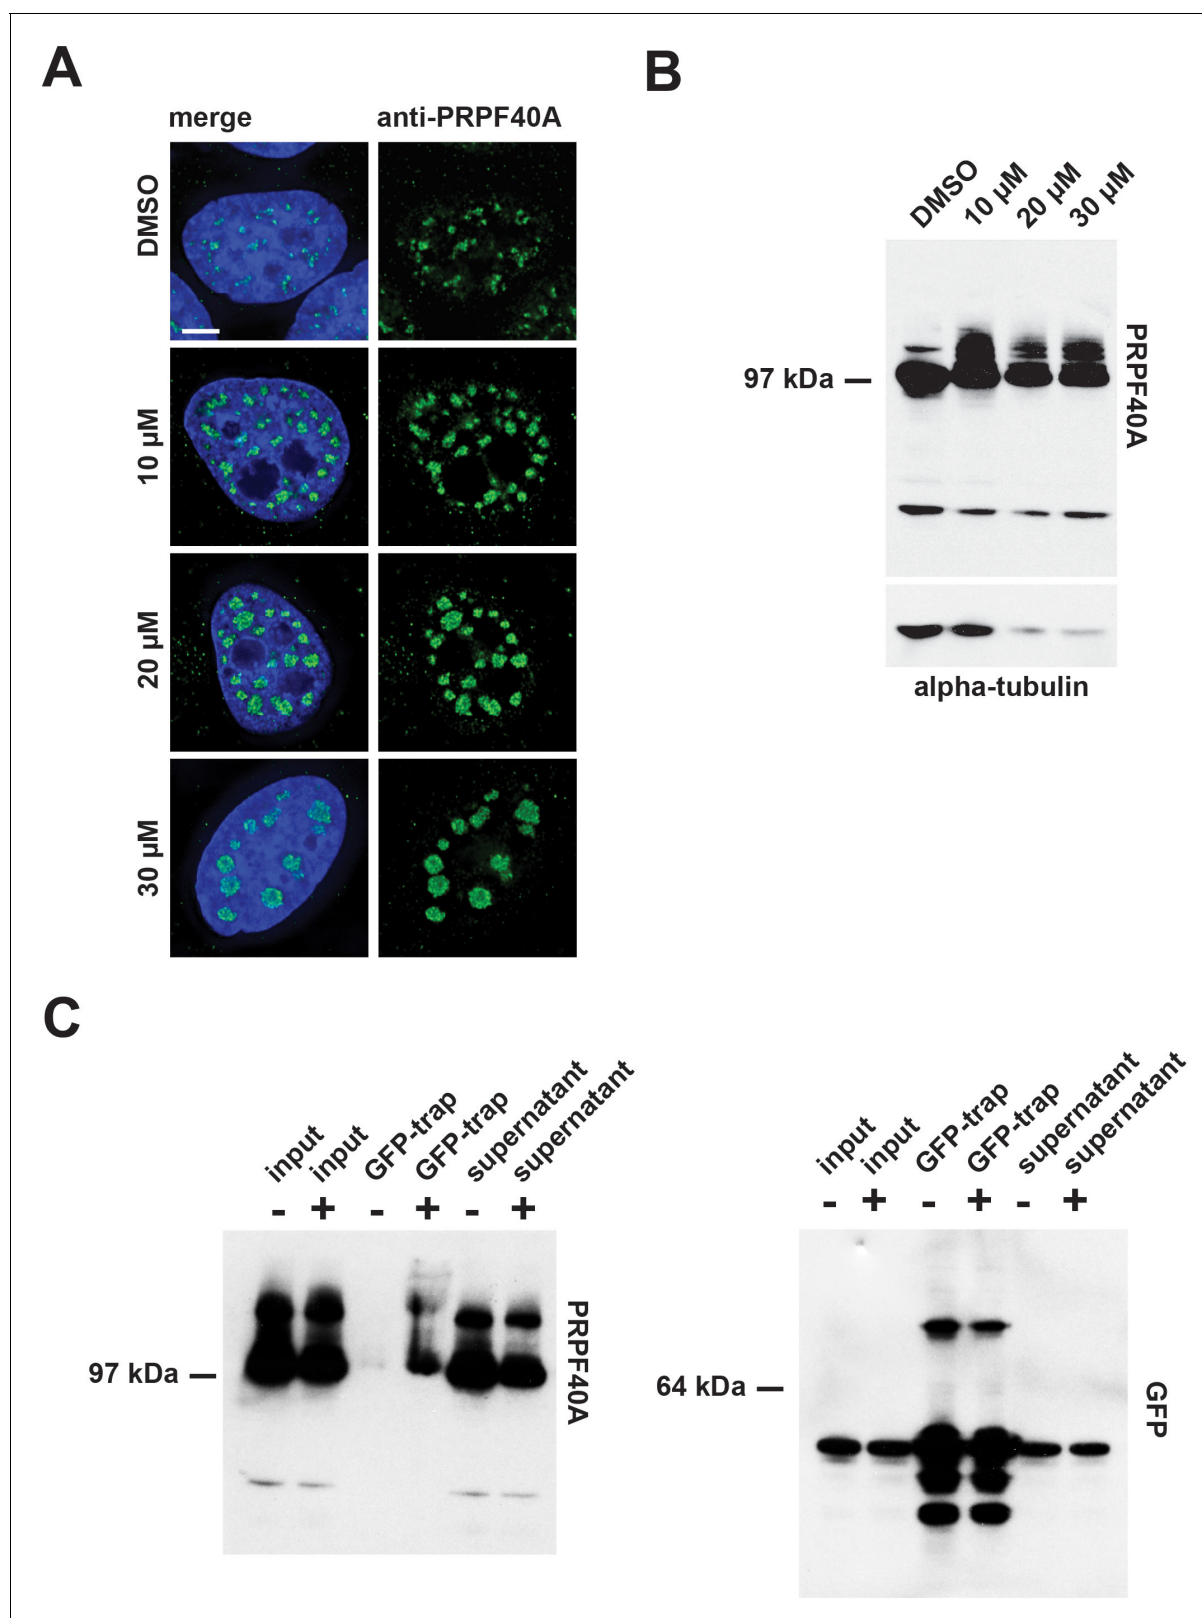 A
merge anti-PRPF40A
DMSO
10 µM
20 µM
30 µM
B
DMSO 10 µM 20 µM 30 µM
97 kDa
PRPF40A
alpha-tubulin
C
input input GFP-trap GFP-trap supernatant supernatant
- + - + - +
97 kDa
PRPF40A
input input GFP-trap GFP-trap supernatant supernatant
- + - + - +
64 kDa
GFP